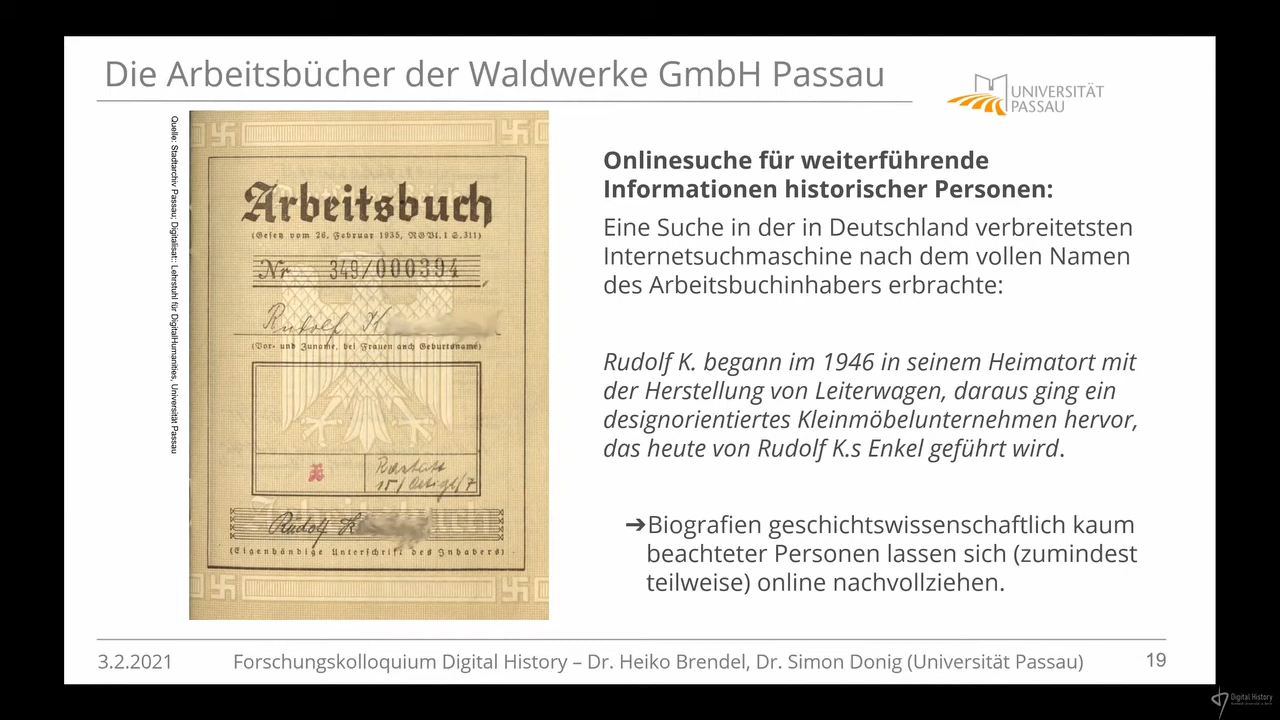 Die Arbeitsbücher der Waldwerke GmbH Passau
UNIVERSITÄT
PASSAU
Quelle: Stadtarchiv Passau; Digitalisat:: Lehrstuhl für DigitalHumanities, Universität Passau
Arbeitsbuch
(Gesetz vom 26. Februar 1935, RGBl. I S.311)
Nr. 349/000394
Rudolf K
(Vor- und Zuname, bei Frauen auch Geburtsname)
Rastatt
Rudolf K
(Eigenhändige Unterschrift des Inhabers)
Onlinesuche für weiterführende
Informationen historischer Personen:
Eine Suche in der in Deutschland verbreitetsten
Internetsuchmaschine nach dem vollen Namen
des Arbeitsbuchinhabers erbrachte:
Rudolf K. begann im 1946 in seinem Heimatort mit
der Herstellung von Leiterwagen, daraus ging ein
designorientiertes Kleinmöbelunternehmen hervor,
das heute von Rudolf K.s Enkel geführt wird.
➔Biografien geschichtswissenschaftlich kaum
beachteter Personen lassen sich (zumindest
teilweise) online nachvollziehen.
3.2.2021
Forschungskolloquium Digital History – Dr. Heiko Brendel, Dr. Simon Donig (Universität Passau)
19
Digital History